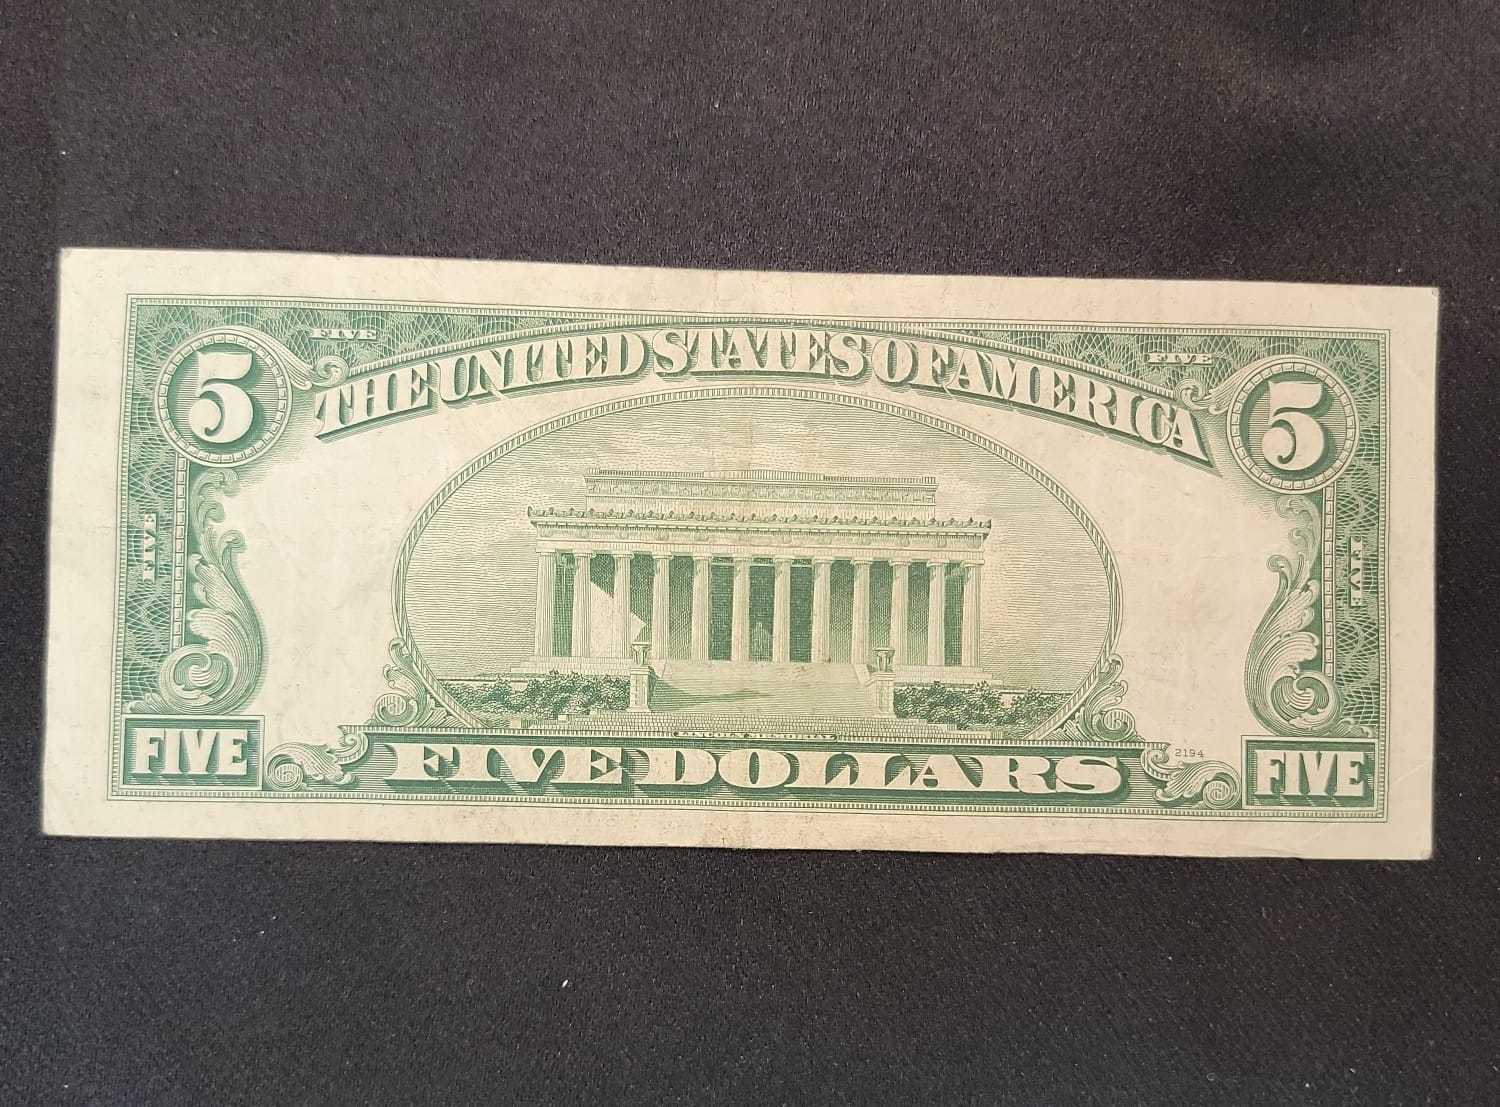 FIVE FIVE
5 THE UNITED STATES OF AMERICA 5
FIVE FIVE
LINCOLN MEMORIAL
2194
FIVE FIVE DOLLARS FIVE